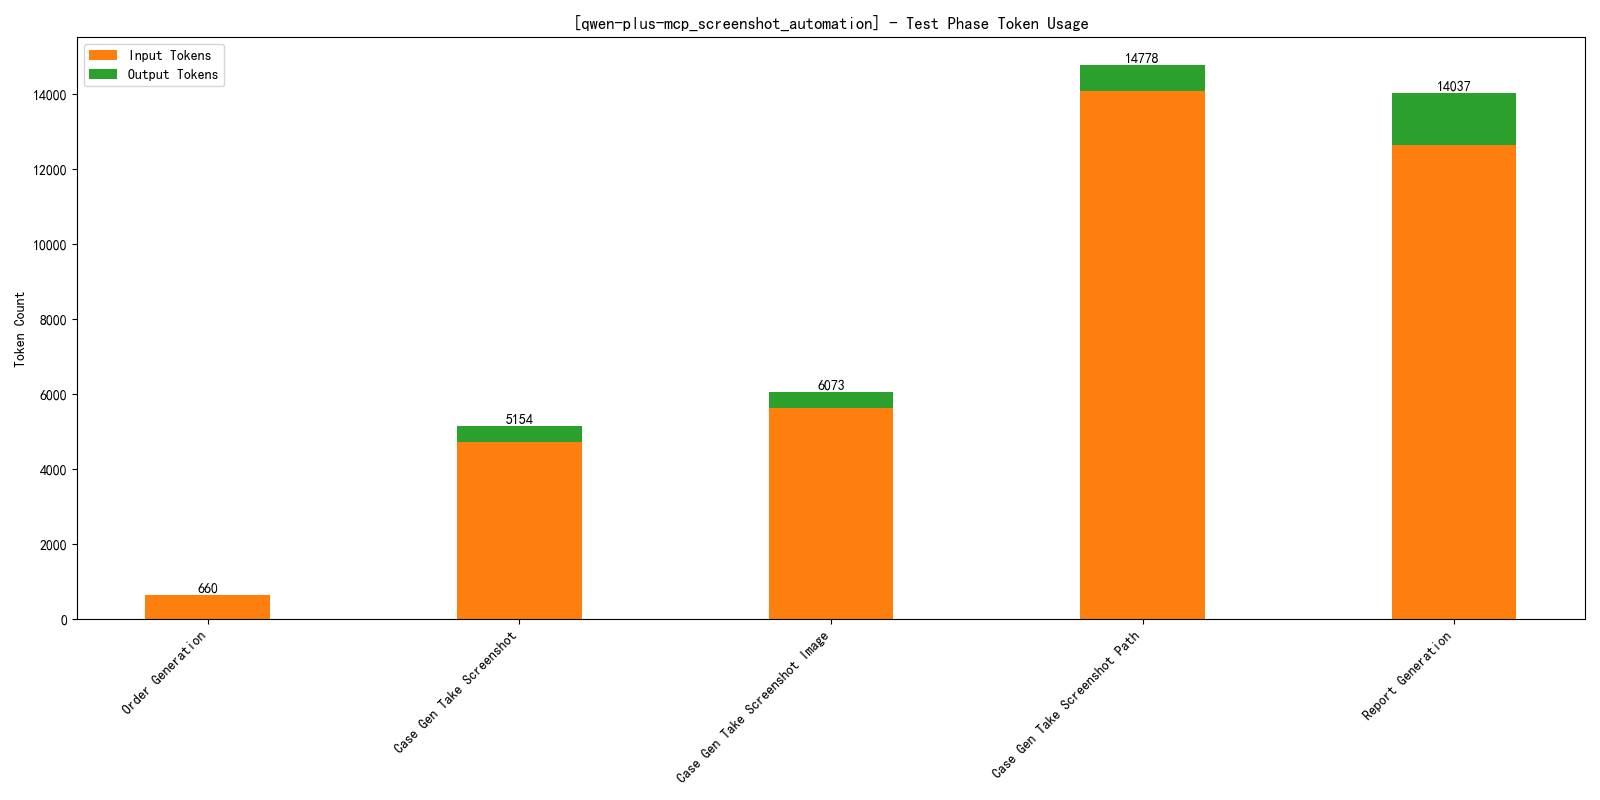 [qwen-plus-mcp_screenshot_automation] - Test Phase Token Usage
Input Tokens
Output Tokens
Token Count
14000
12000
10000
8000
6000
4000
2000
0
660
5154
6073
14778
14037
Order Generation
Case Gen Take Screenshot
Case Gen Take Screenshot Image
Case Gen Take Screenshot Path
Report Generation